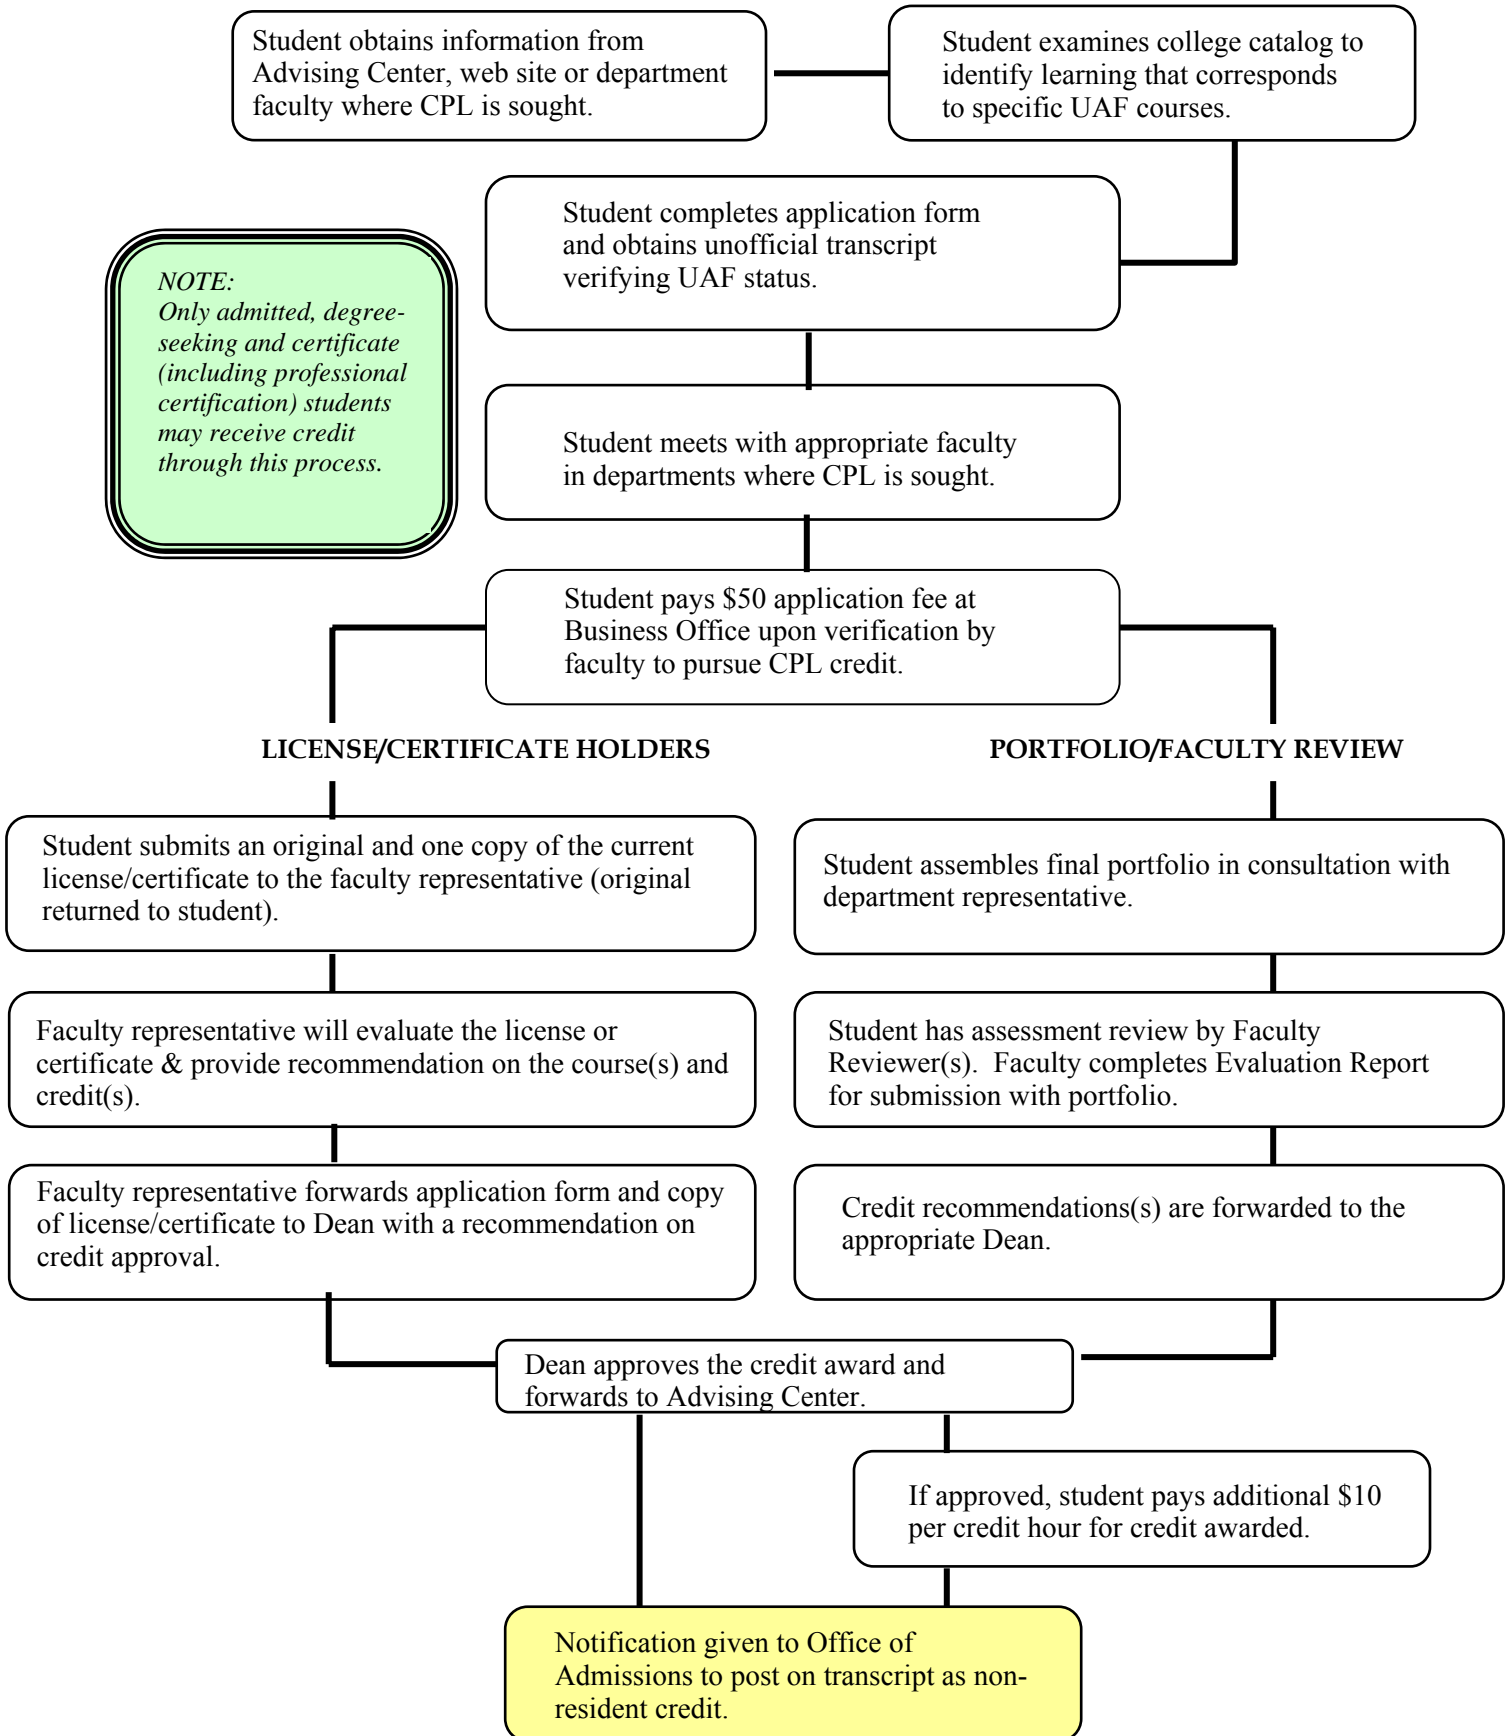 Student obtains information from
Advising Center, web site or department
faculty where CPL is sought.
Student examines college catalog to
identify learning that corresponds
to specific UAF courses.
Student completes application form
and obtains unofficial transcript
verifying UAF status.
NOTE:
Only admitted, degree-
seeking and certificate
(including professional
certification) students
may receive credit
through this process.
Student meets with appropriate faculty
in departments where CPL is sought.
Student pays $50 application fee at
Business Office upon verification by
faculty to pursue CPL credit.
LICENSE/CERTIFICATE HOLDERS
Student submits an original and one copy of the current
license/certificate to the faculty representative (original
returned to student).
Faculty representative will evaluate the license or
certificate & provide recommendation on the course(s) and
credit(s).
Faculty representative forwards application form and copy
of license/certificate to Dean with a recommendation on
credit approval.
PORTFOLIO/FACULTY REVIEW
Student assembles final portfolio in consultation with
department representative.
Student has assessment review by Faculty
Reviewer(s).  Faculty completes Evaluation Report
for submission with portfolio.
Credit recommendations(s) are forwarded to the
appropriate Dean.
Dean approves the credit award and
forwards to Advising Center.
If approved, student pays additional $10
per credit hour for credit awarded.
Notification given to Office of
Admissions to post on transcript as non-
resident credit.